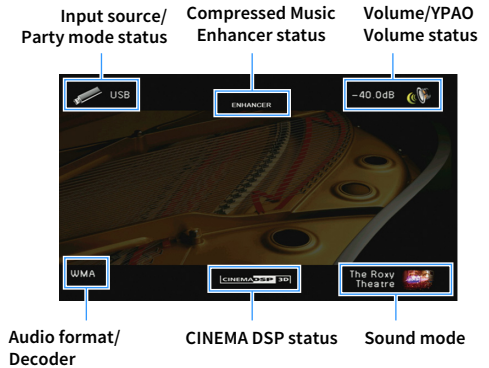 Input source/
Party mode status
Compressed Music
Enhancer status
Volume/YPAO
Volume status
USB
ENHANCER
-40.0dB
WMA
CINEMA DSP 3D
The Roxy
Theatre
Audio format/
Decoder
CINEMA DSP status
Sound mode